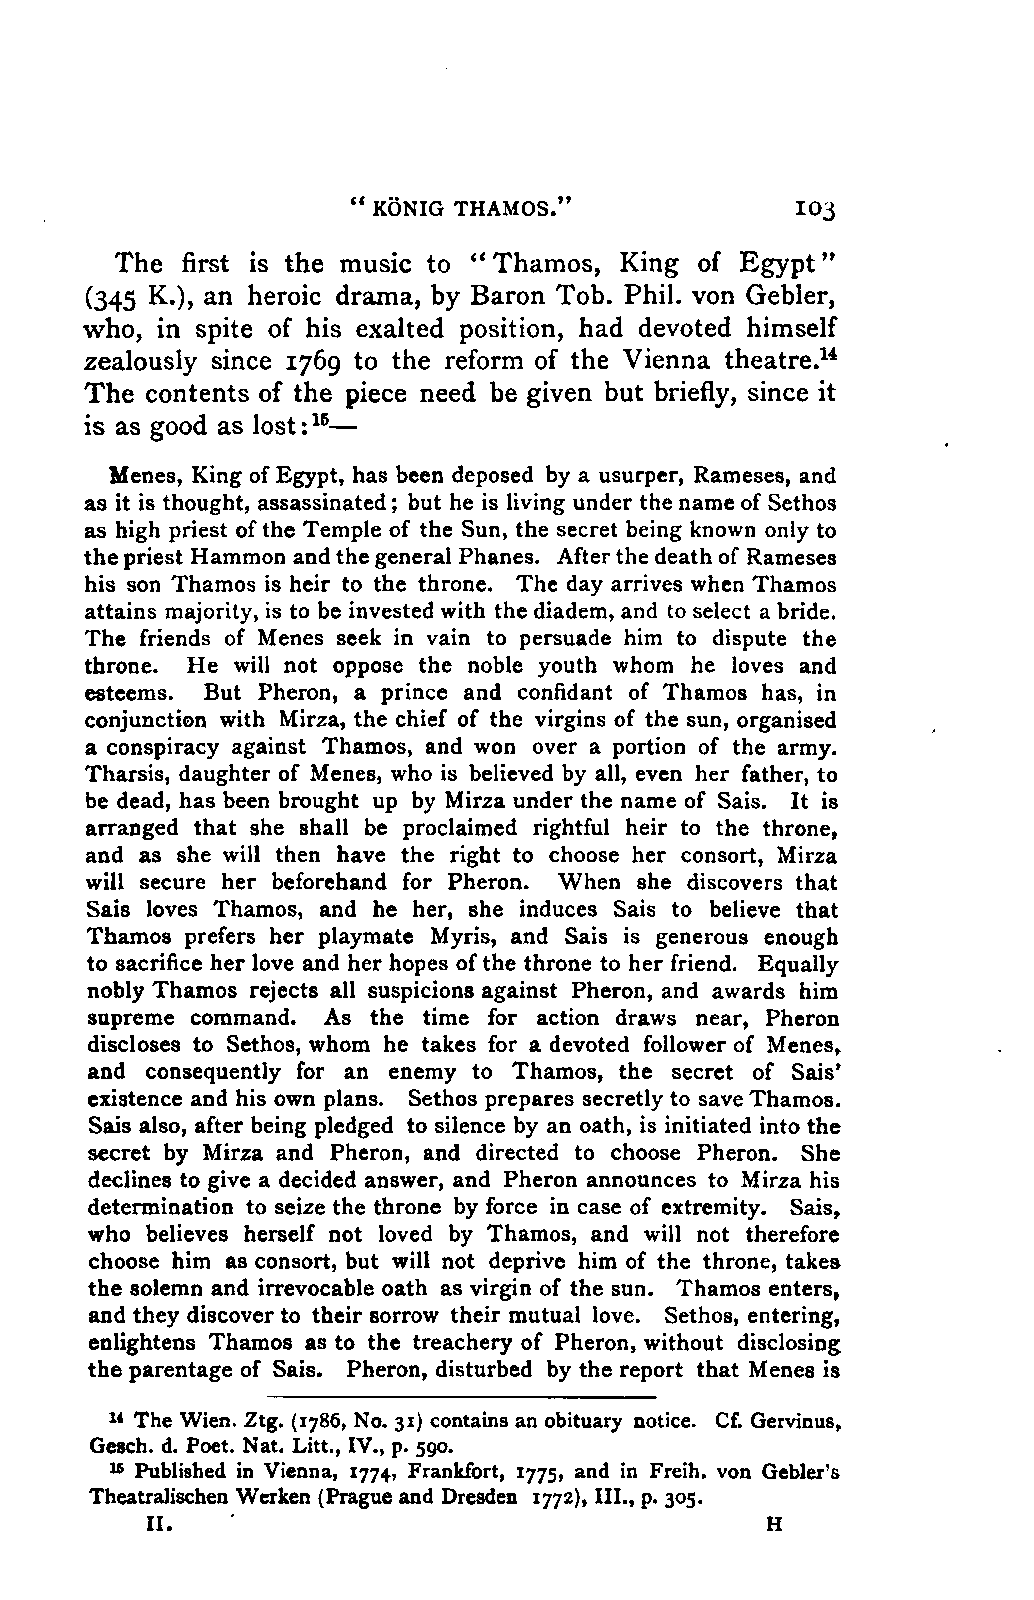 "KÖNIG THAMOS." 103
The first is the music to "Thamos, King of Egypt"
(345 K.), an heroic drama, by Baron Tob. Phil. von Gebler,
who, in spite of his exalted position, had devoted himself
zealously since 1769 to the reform of the Vienna theatre.¹⁴
The contents of the piece need be given but briefly, since it
is as good as lost:¹⁵—
Menes, King of Egypt, has been deposed by a usurper, Rameses, and
as it is thought, assassinated; but he is living under the name of Sethos
as high priest of the Temple of the Sun, the secret being known only to
the priest Hammon and the general Phanes. After the death of Rameses
his son Thamos is heir to the throne. The day arrives when Thamos
attains majority, is to be invested with the diadem, and to select a bride.
The friends of Menes seek in vain to persuade him to dispute the
throne. He will not oppose the noble youth whom he loves and
esteems. But Pheron, a prince and confidant of Thamos has, in
conjunction with Mirza, the chief of the virgins of the sun, organised
a conspiracy against Thamos, and won over a portion of the army.
Tharsis, daughter of Menes, who is believed by all, even her father, to
be dead, has been brought up by Mirza under the name of Sais. It is
arranged that she shall be proclaimed rightful heir to the throne,
and as she will then have the right to choose her consort, Mirza
will secure her beforehand for Pheron. When she discovers that
Sais loves Thamos, and he her, she induces Sais to believe that
Thamos prefers her playmate Myris, and Sais is generous enough
to sacrifice her love and her hopes of the throne to her friend. Equally
nobly Thamos rejects all suspicions against Pheron, and awards him
supreme command. As the time for action draws near, Pheron
discloses to Sethos, whom he takes for a devoted follower of Menes,
and consequently for an enemy to Thamos, the secret of Sais'
existence and his own plans. Sethos prepares secretly to save Thamos.
Sais also, after being pledged to silence by an oath, is initiated into the
secret by Mirza and Pheron, and directed to choose Pheron. She
declines to give a decided answer, and Pheron announces to Mirza his
determination to seize the throne by force in case of extremity. Sais,
who believes herself not loved by Thamos, and will not therefore
choose him as consort, but will not deprive him of the throne, takes
the solemn and irrevocable oath as virgin of the sun. Thamos enters,
and they discover to their sorrow their mutual love. Sethos, entering,
enlightens Thamos as to the treachery of Pheron, without disclosing
the parentage of Sais. Pheron, disturbed by the report that Menes is
¹⁴ The Wien. Ztg. (1786, No. 31) contains an obituary notice. Cf. Gervinus,
Gesch. d. Poet. Nat. Litt., IV., p. 590.
¹⁵ Published in Vienna, 1774, Frankfort, 1775, and in Freih. von Gebler's
Theatralischen Werken (Prague and Dresden 1772), III., p. 305.
II. H